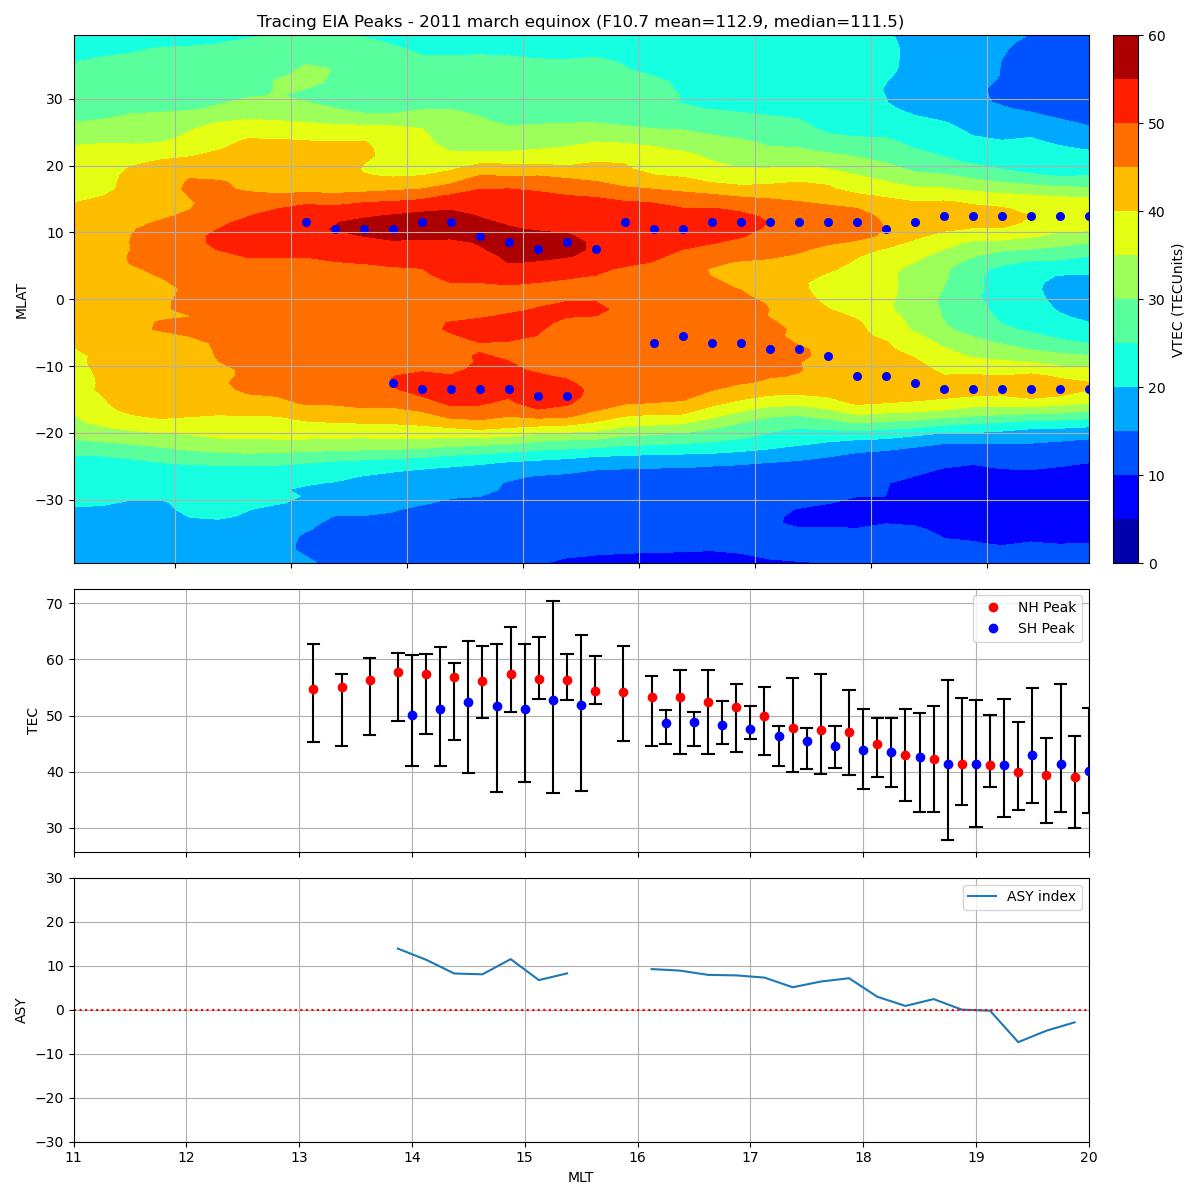 Tracing EIA Peaks - 2011 march equinox (F10.7 mean=112.9, median=111.5)
MLAT
30
20
10
0
−10
−20
−30
60
50
40
30
20
10
0
VTEC (TECUnits)
TEC
70
60
50
40
30
NH Peak
SH Peak
ASY
30
20
10
0
−10
−20
−30
ASY index
11 12 13 14 15 16 17 18 19 20
MLT